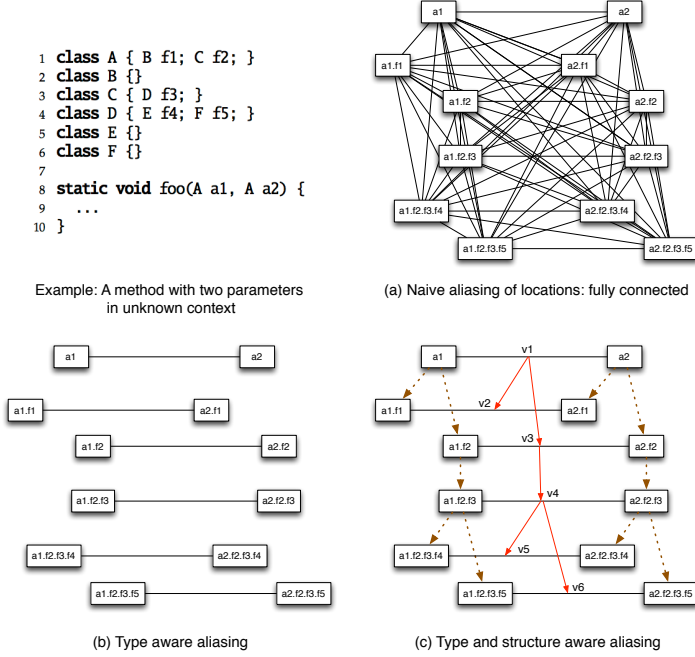 1 class A { B f1; C f2; }
2 class B {}
3 class C { D f3; }
4 class D { E f4; F f5; }
5 class E {}
6 class F {}
7
8 static void foo(A a1, A a2) {
9 ...
10 }
Example: A method with two parameters
in unknown context
a1 a2
a1.f1 a2.f1
a1.f2 a2.f2
a1.f2.f3 a2.f2.f3
a1.f2.f3.f4 a2.f2.f3.f4
a1.f2.f3.f5 a2.f2.f3.f5
(a) Naive aliasing of locations: fully connected
a1 a2
a1.f1 a2.f1
a1.f2 a2.f2
a1.f2.f3 a2.f2.f3
a1.f2.f3.f4 a2.f2.f3.f4
a1.f2.f3.f5 a2.f2.f3.f5
(b) Type aware aliasing
a1 v1 a2
a1.f1 v2 a2.f1
a1.f2 v3 a2.f2
a1.f2.f3 v4 a2.f2.f3
a1.f2.f3.f4 v5 a2.f2.f3.f4
a1.f2.f3.f5 v6 a2.f2.f3.f5
(c) Type and structure aware aliasing